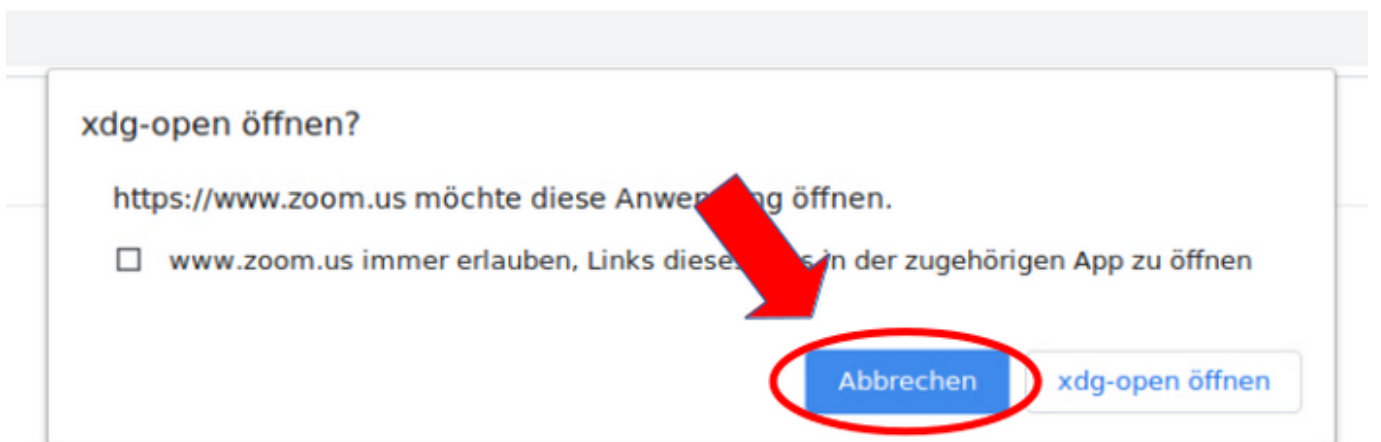 xdg-open öffnen?
https://www.zoom.us möchte diese öffnen.
www.zoom.us immer erlauben, Links in der zugehörigen App zu öffnen
Abbrechen
xdg-open öffnen